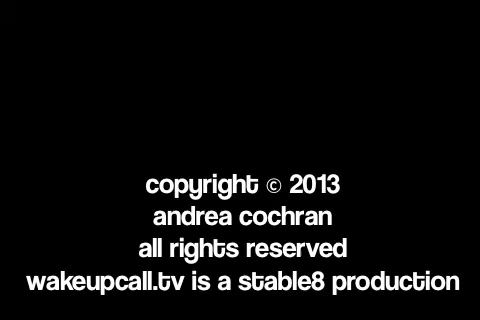 copyright © 2013
andrea cochran
all rights reserved
wakeupcall.tv is a stable8 production